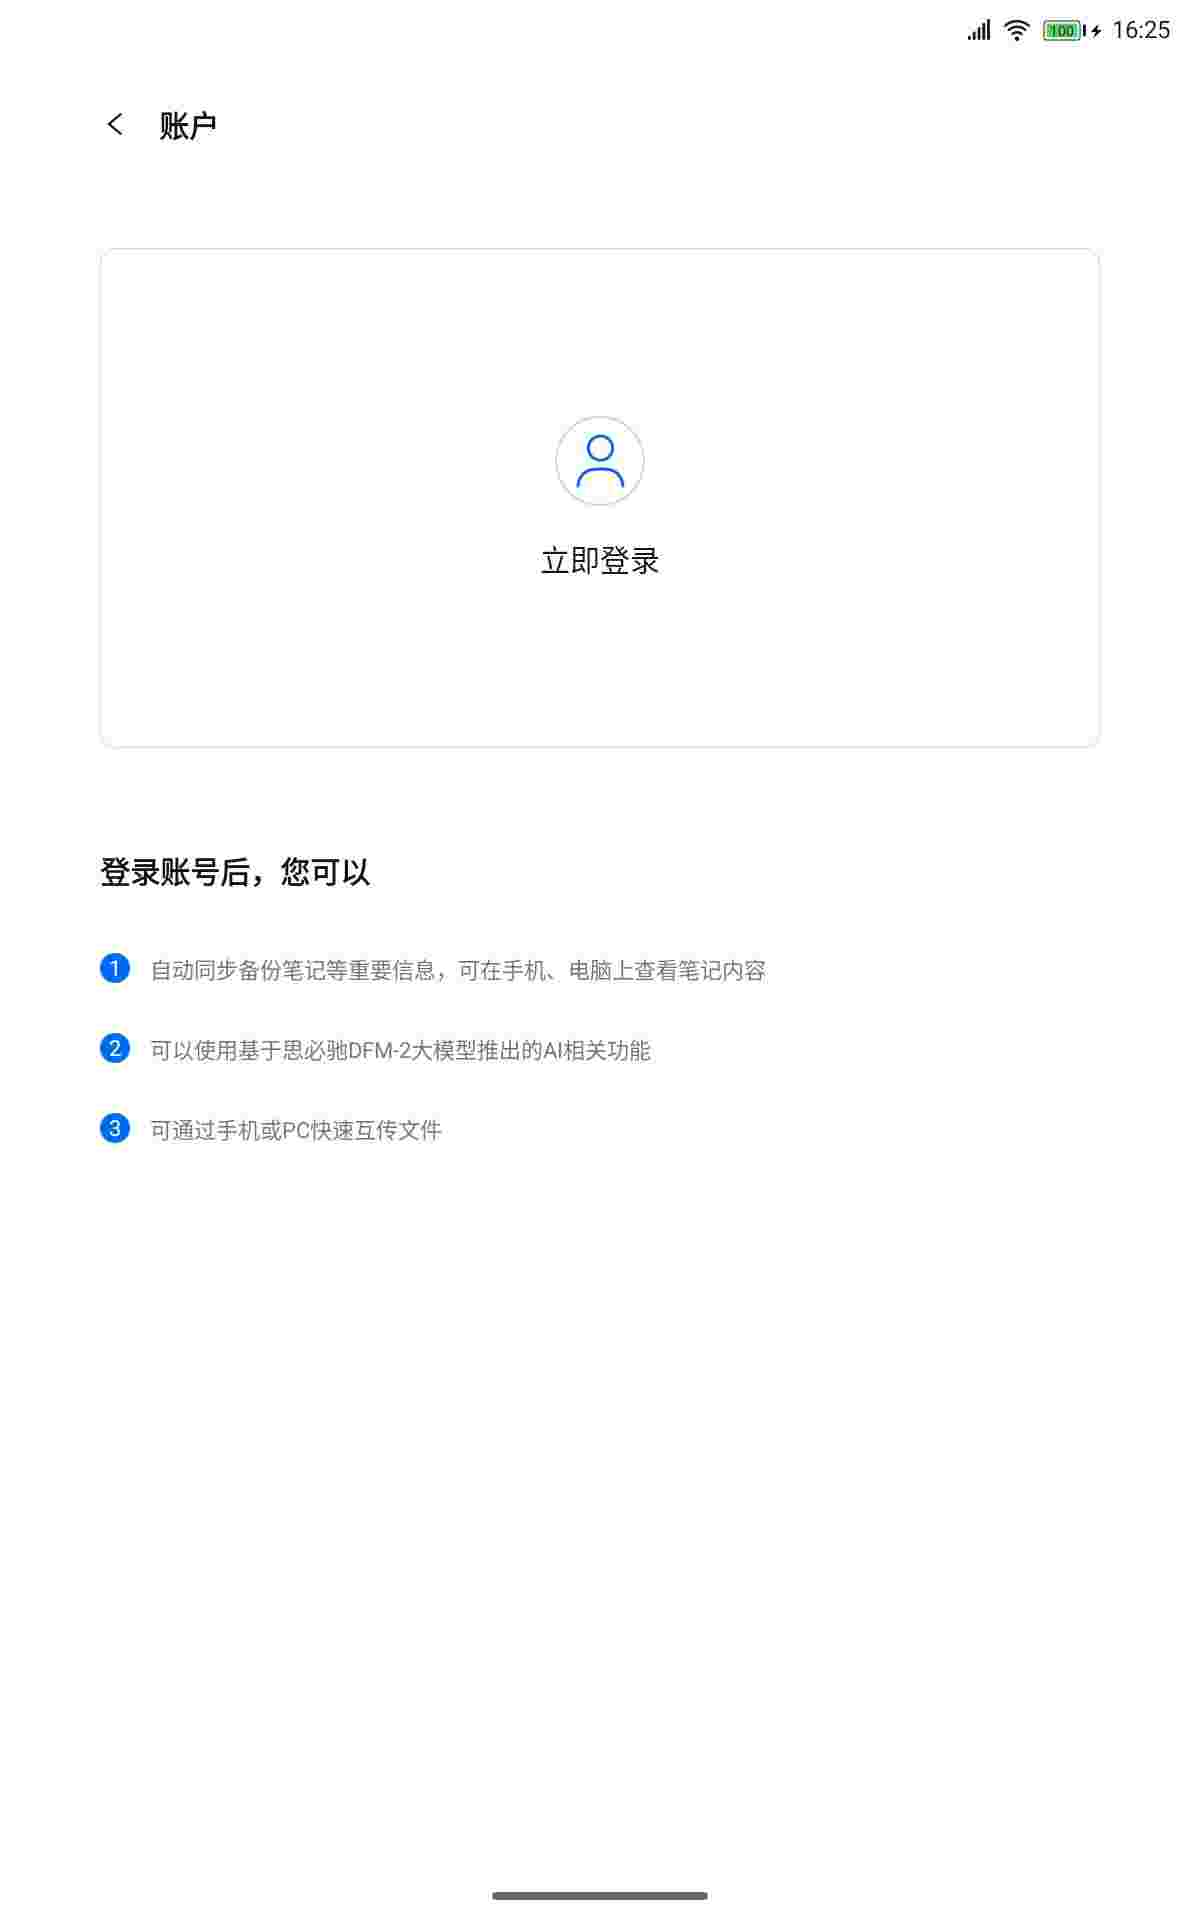 100 16:25
账户
立即登录
登录账号后，您可以
1 自动同步备份笔记等重要信息，可在手机、电脑上查看笔记内容
2 可以使用基于思必驰DFM-2大模型推出的AI相关功能
3 可通过手机或PC快速互传文件